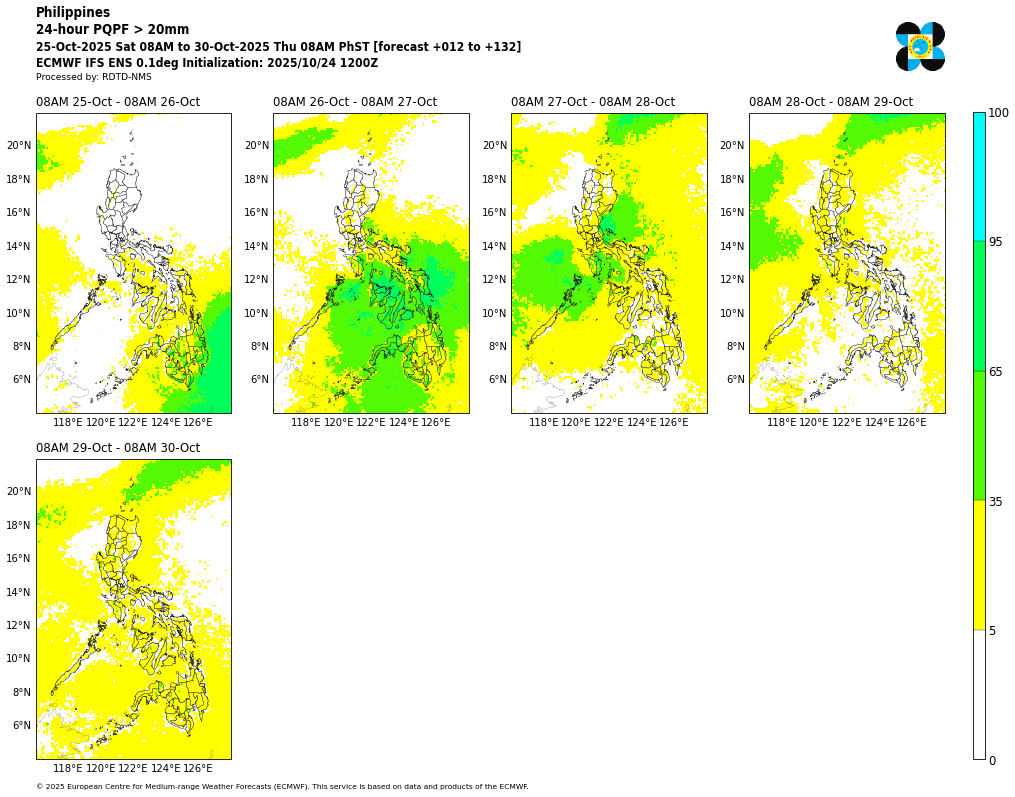 Philippines
24-hour PQPF > 20mm
25-Oct-2025 Sat 08AM to 30-Oct-2025 Thu 08AM PhST [forecast +012 to +132]
ECMWF IFS ENS 0.1deg Initialization: 2025/10/24 1200Z
Processed by: RDTD-NMS
08AM 25-Oct - 08AM 26-Oct
20°N
18°N
16°N
14°N
12°N
10°N
8°N
6°N
118°E 120°E 122°E 124°E 126°E
08AM 26-Oct - 08AM 27-Oct
20°N
18°N
16°N
14°N
12°N
10°N
8°N
6°N
118°E 120°E 122°E 124°E 126°E
08AM 27-Oct - 08AM 28-Oct
20°N
18°N
16°N
14°N
12°N
10°N
8°N
6°N
118°E 120°E 122°E 124°E 126°E
08AM 28-Oct - 08AM 29-Oct
20°N
18°N
16°N
14°N
12°N
10°N
8°N
6°N
118°E 120°E 122°E 124°E 126°E
100
95
65
35
5
0
08AM 29-Oct - 08AM 30-Oct
20°N
18°N
16°N
14°N
12°N
10°N
8°N
6°N
118°E 120°E 122°E 124°E 126°E
© 2025 European Centre for Medium-range Weather Forecasts (ECMWF). This service is based on data and products of the ECMWF.